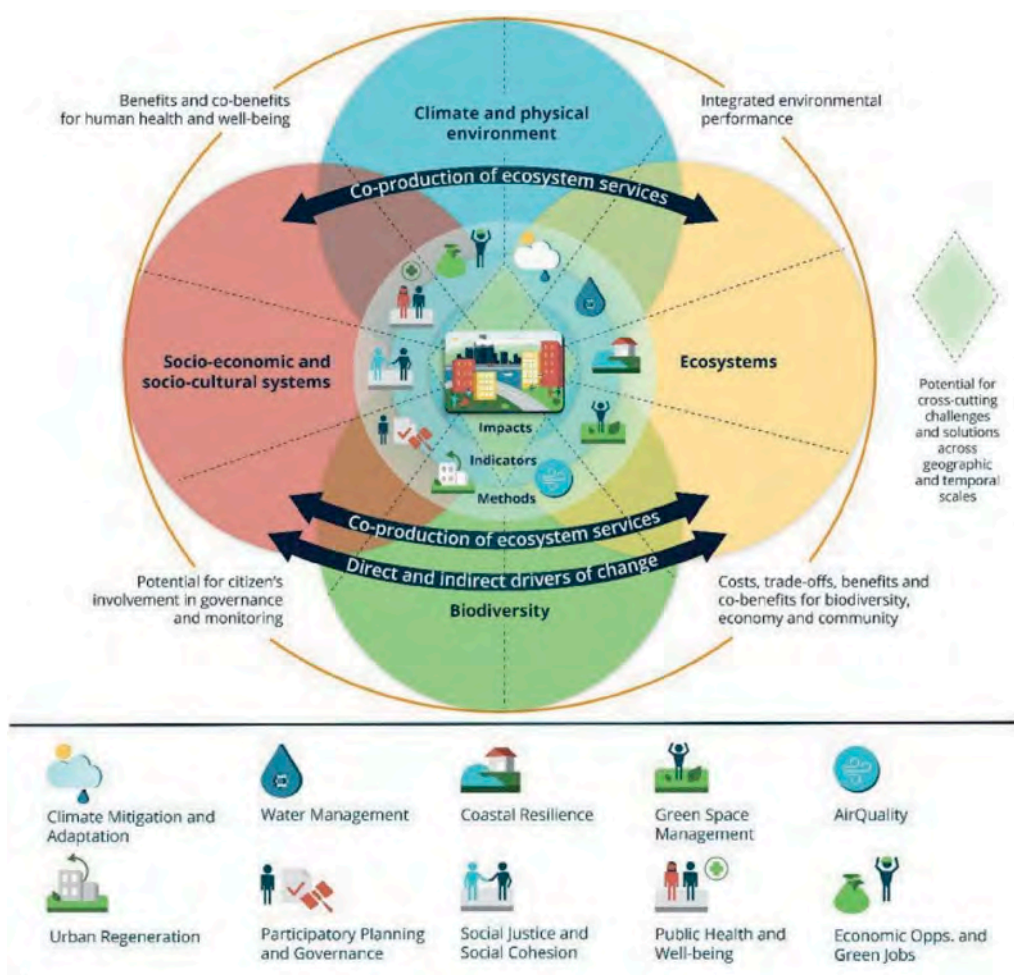 Benefits and co-benefits
for human health and well-being
Integrated environmental
performance
Climate and physical
environment
Co-production of ecosystem services
Socio-economic and
socio-cultural systems
Ecosystems
Impacts
Indicators
Methods
Potential for
cross-cutting
challenges
and solutions
across
geographic
and temporal
scales
Co-production of ecosystem services
Direct and indirect drivers of change
Biodiversity
Potential for citizen's
involvement in governance
and monitoring
Costs, trade-offs, benefits and
co-benefits for biodiversity,
economy and community
Climate Mitigation and
Adaptation
Water Management
Coastal Resilience
Green Space
Management
AirQuality
Urban Regeneration
Participatory Planning
and Governance
Social Justice and
Social Cohesion
Public Health and
Well-being
Economic Opps. and
Green Jobs